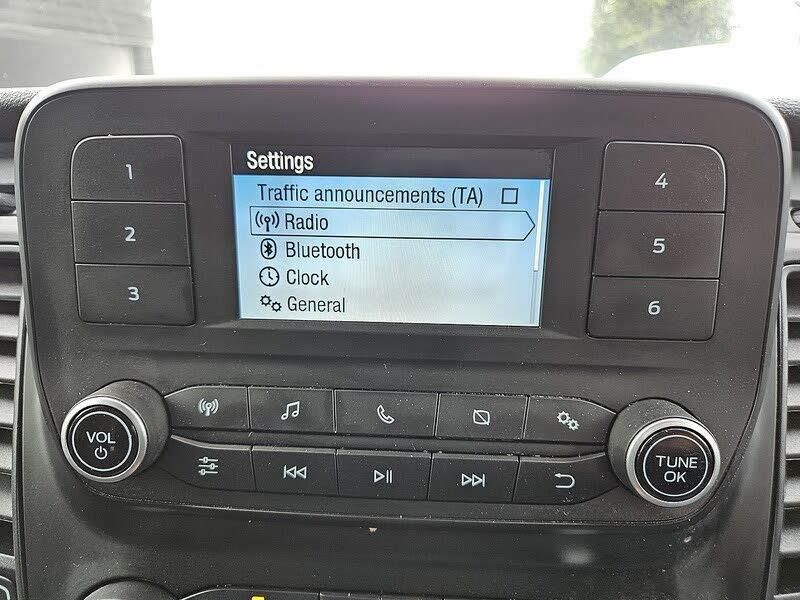 Settings
Traffic announcements (TA)
Radio
Bluetooth
Clock
General
1
2
3
4
5
6
VOL
TUNE
OK